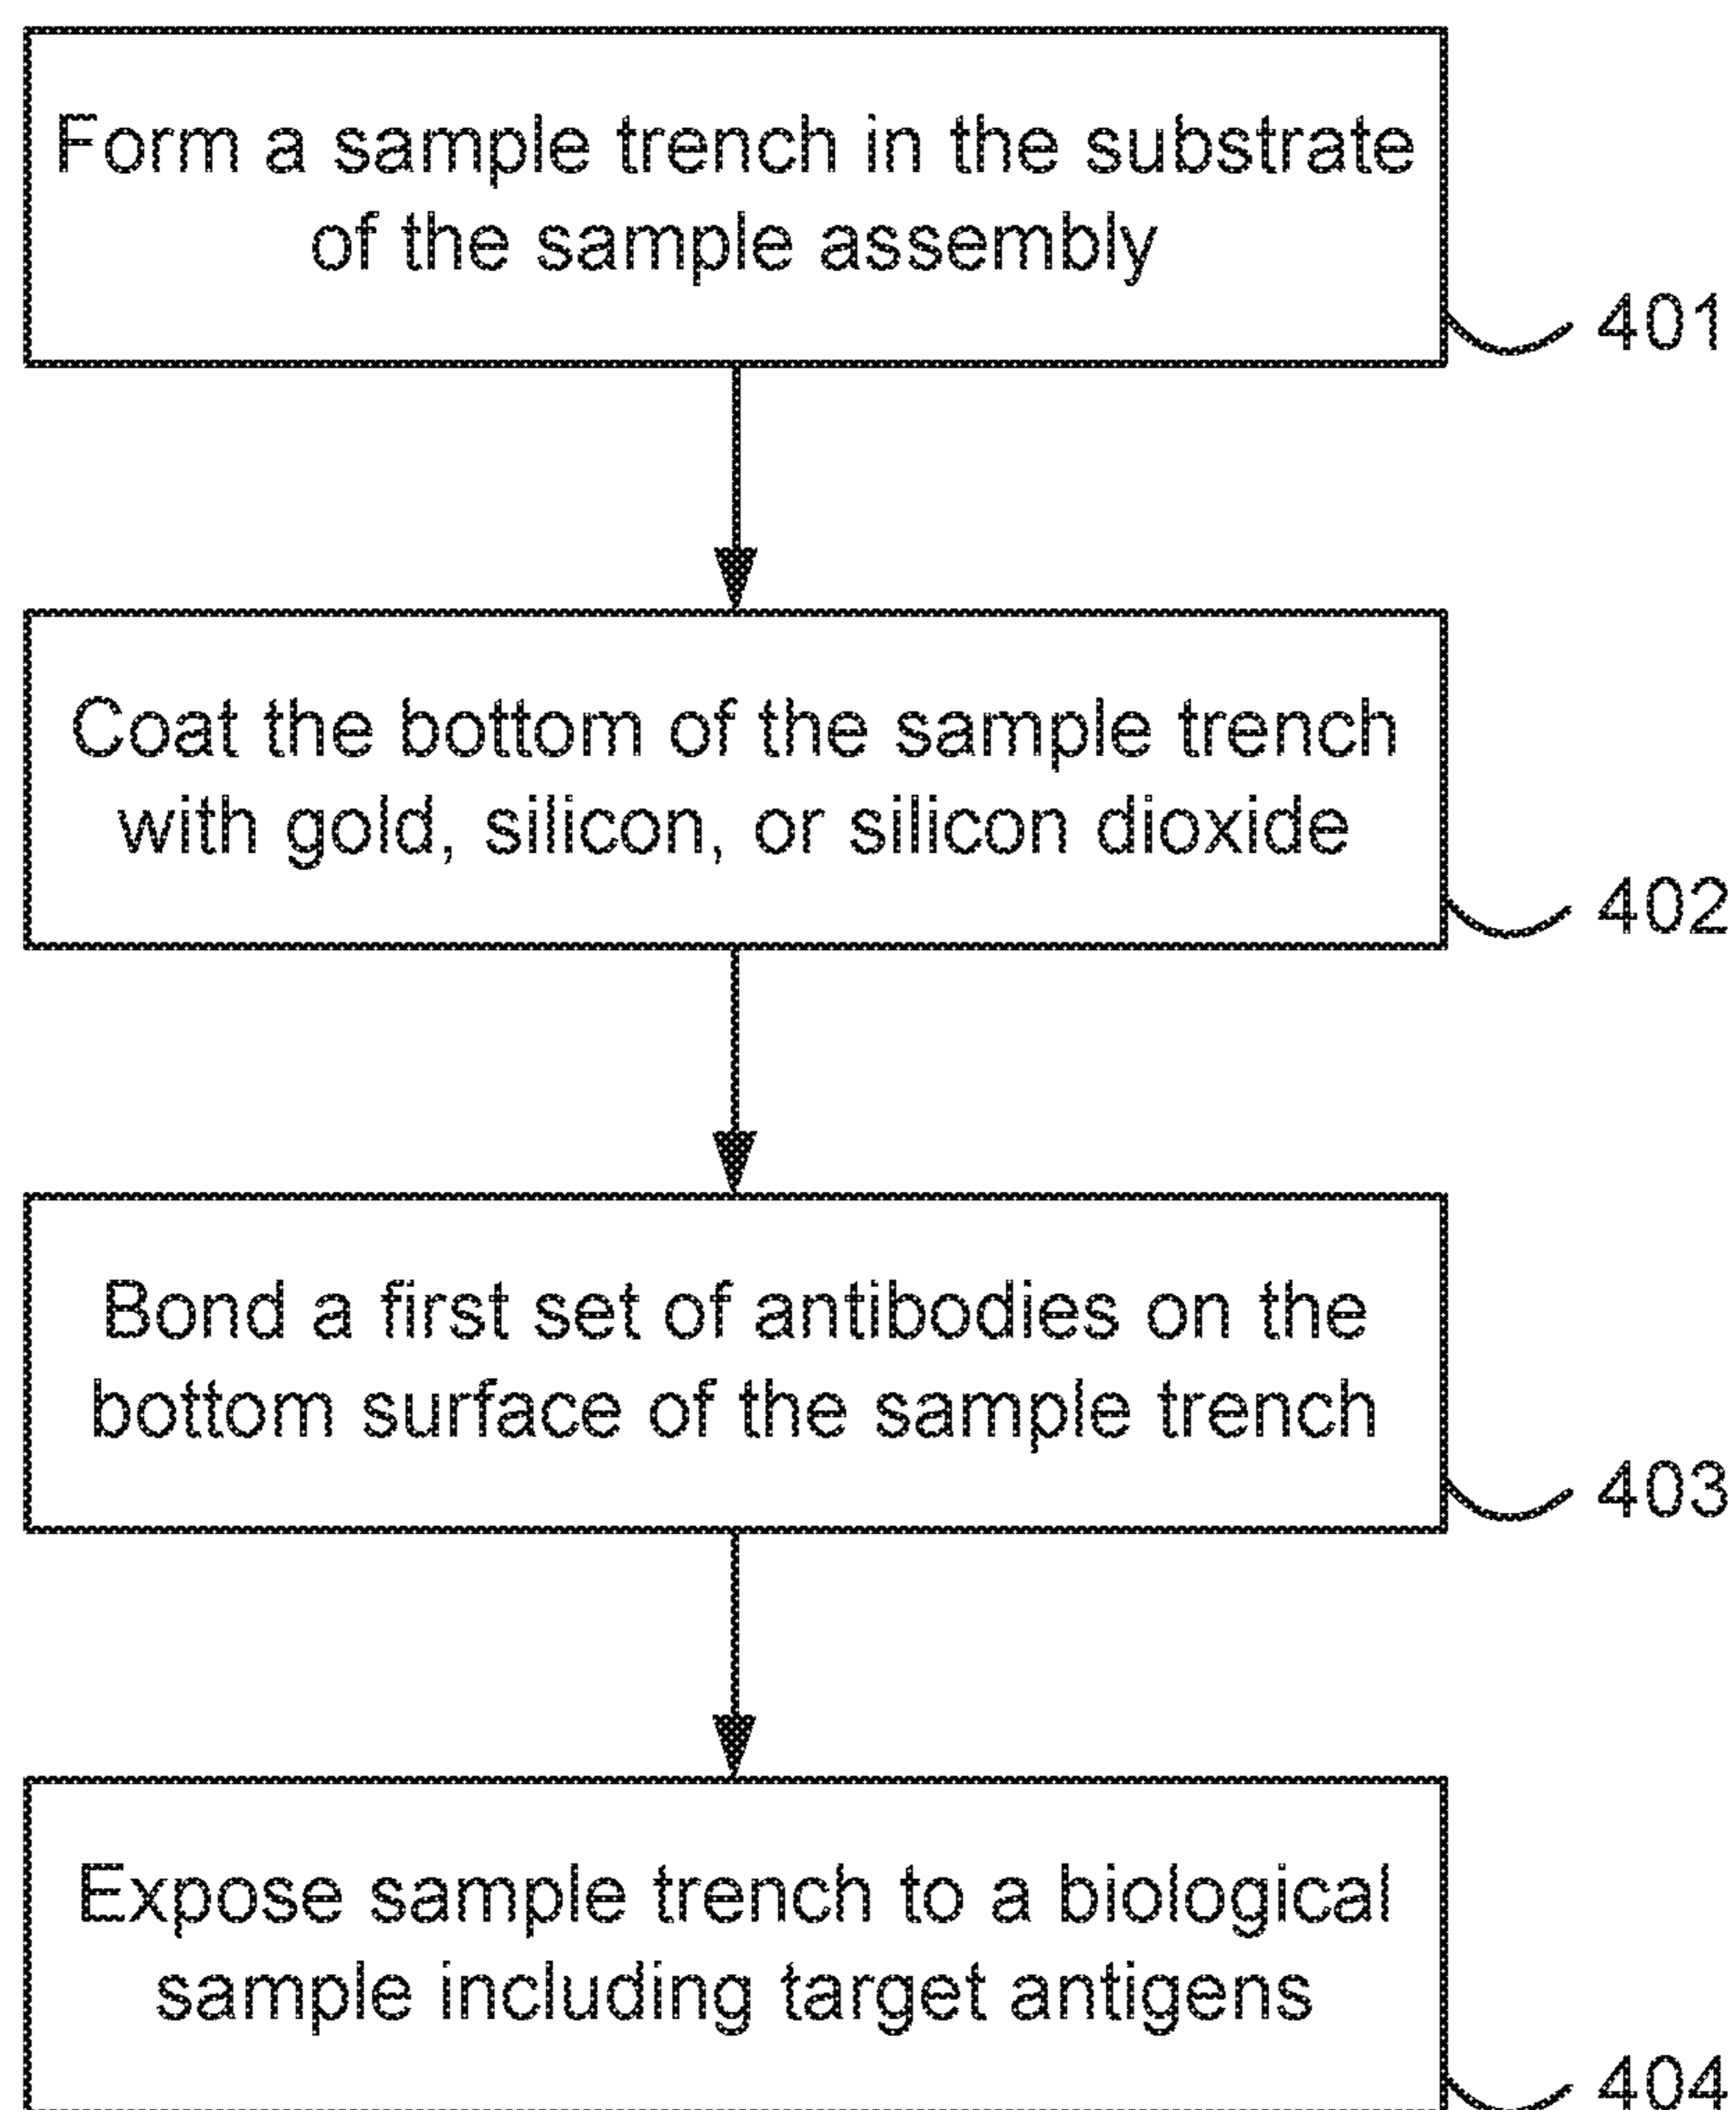 Form a sample trench in the substrate
of the sample assembly
401
Coat the bottom of the sample trench
with gold, silicon, or silicon dioxide
402
Bond a first set of antibodies on the
bottom surface of the sample trench
403
Expose sample trench to a biological
sample including target antigens
404